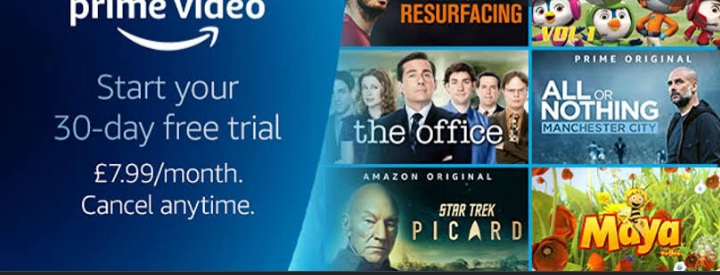 prime video
Start your
30-day free trial
£7.99/month.
Cancel anytime.
RESURFACING
VOL 1
the office
PRIME ORIGINAL
ALL OR
NOTHING
MANCHESTER CITY
AMAZON ORIGINAL
STAR TREK
PICARD
Maya